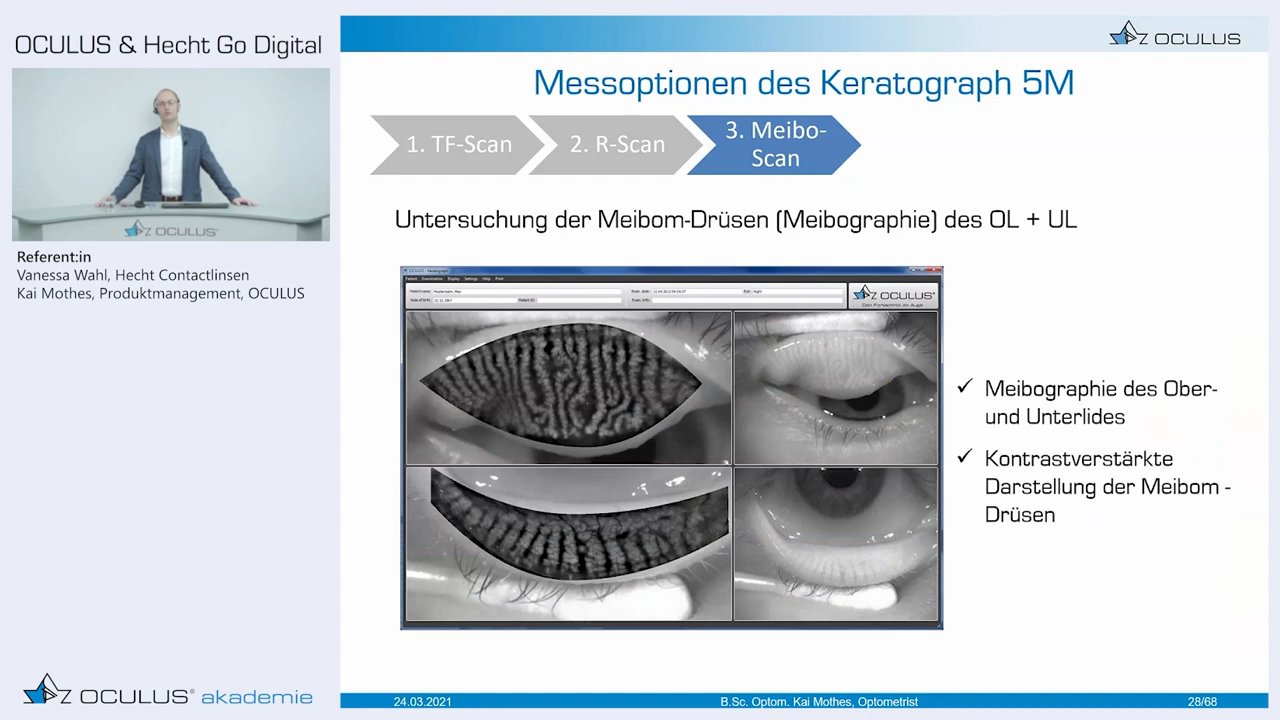 OCULUS & Hecht Go Digital
OCULUS
Referent:in
Vanessa Wahl, Hecht Contactlinsen
Kai Mothes, Produktmanagement, OCULUS
OCULUS® akademie
OCULUS
Messoptionen des Keratograph 5M
1. TF-Scan
2. R-Scan
3. Meibo-
Scan
Untersuchung der Meibom-Drüsen (Meibographie) des OL + UL
OCULUS®
✓ Meibographie des Ober-
und Unterlides
✓ Kontrastverstärkte
Darstellung der Meibom -
Drüsen
24.03.2021
B.Sc. Optom. Kai Mothes, Optometrist
28/68